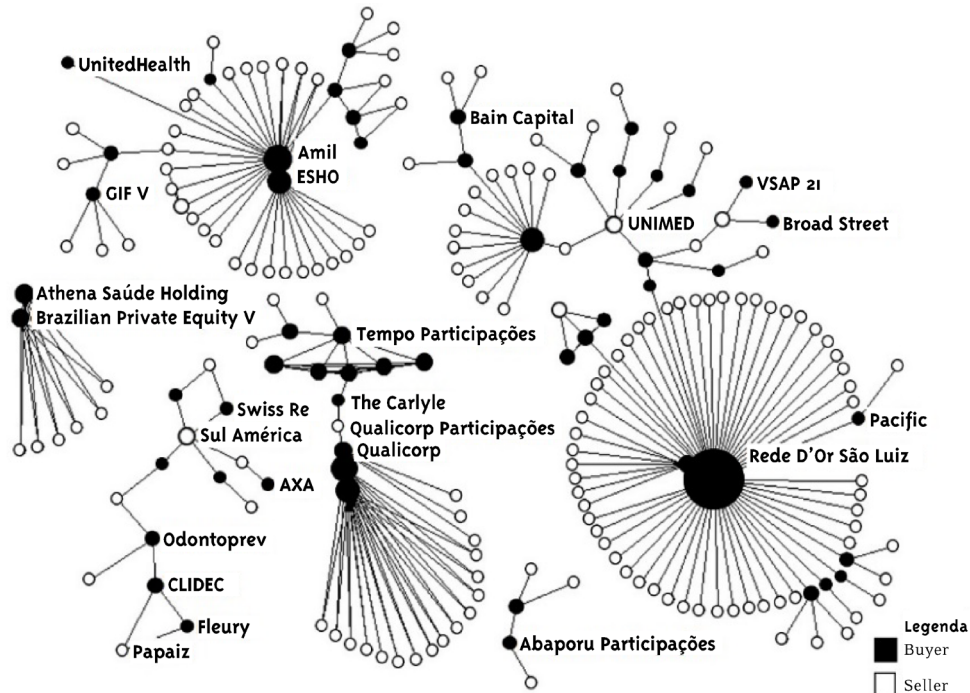 UnitedHealth
Bain Capital
Amil
ESHO
VSAP 21
GIF V
UNIMED
Broad Street
Athena Saúde Holding
Brazilian Private Equity V
Tempo Participações
The Carlyle
Swiss Re
Pacific
Qualicorp Participações
Sul América
Qualicorp
Rede D'Or São Luiz
AXA
Odontoprev
CLIDEC
Fleury
Legenda
Abaporu Participações
Papaiz
Buyer
Seller